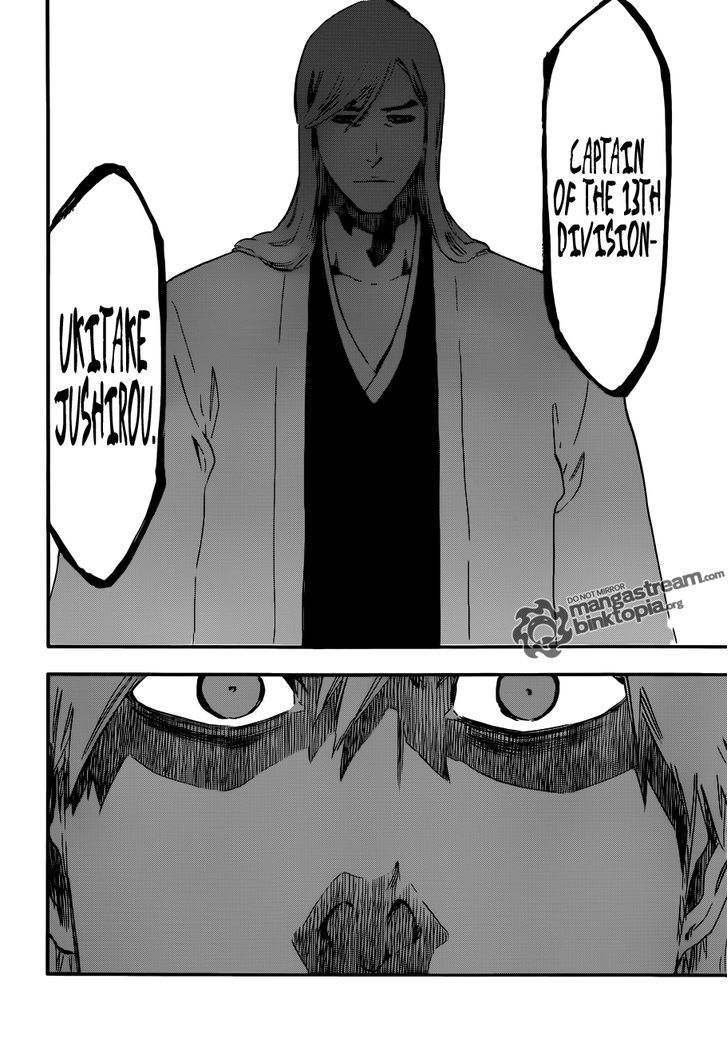 CAPTAIN
OF THE 13TH
DIVISION-
UKITAKE
JUSHIROU.
DO NOT MIRROR
mangastream.com
binktopia.org